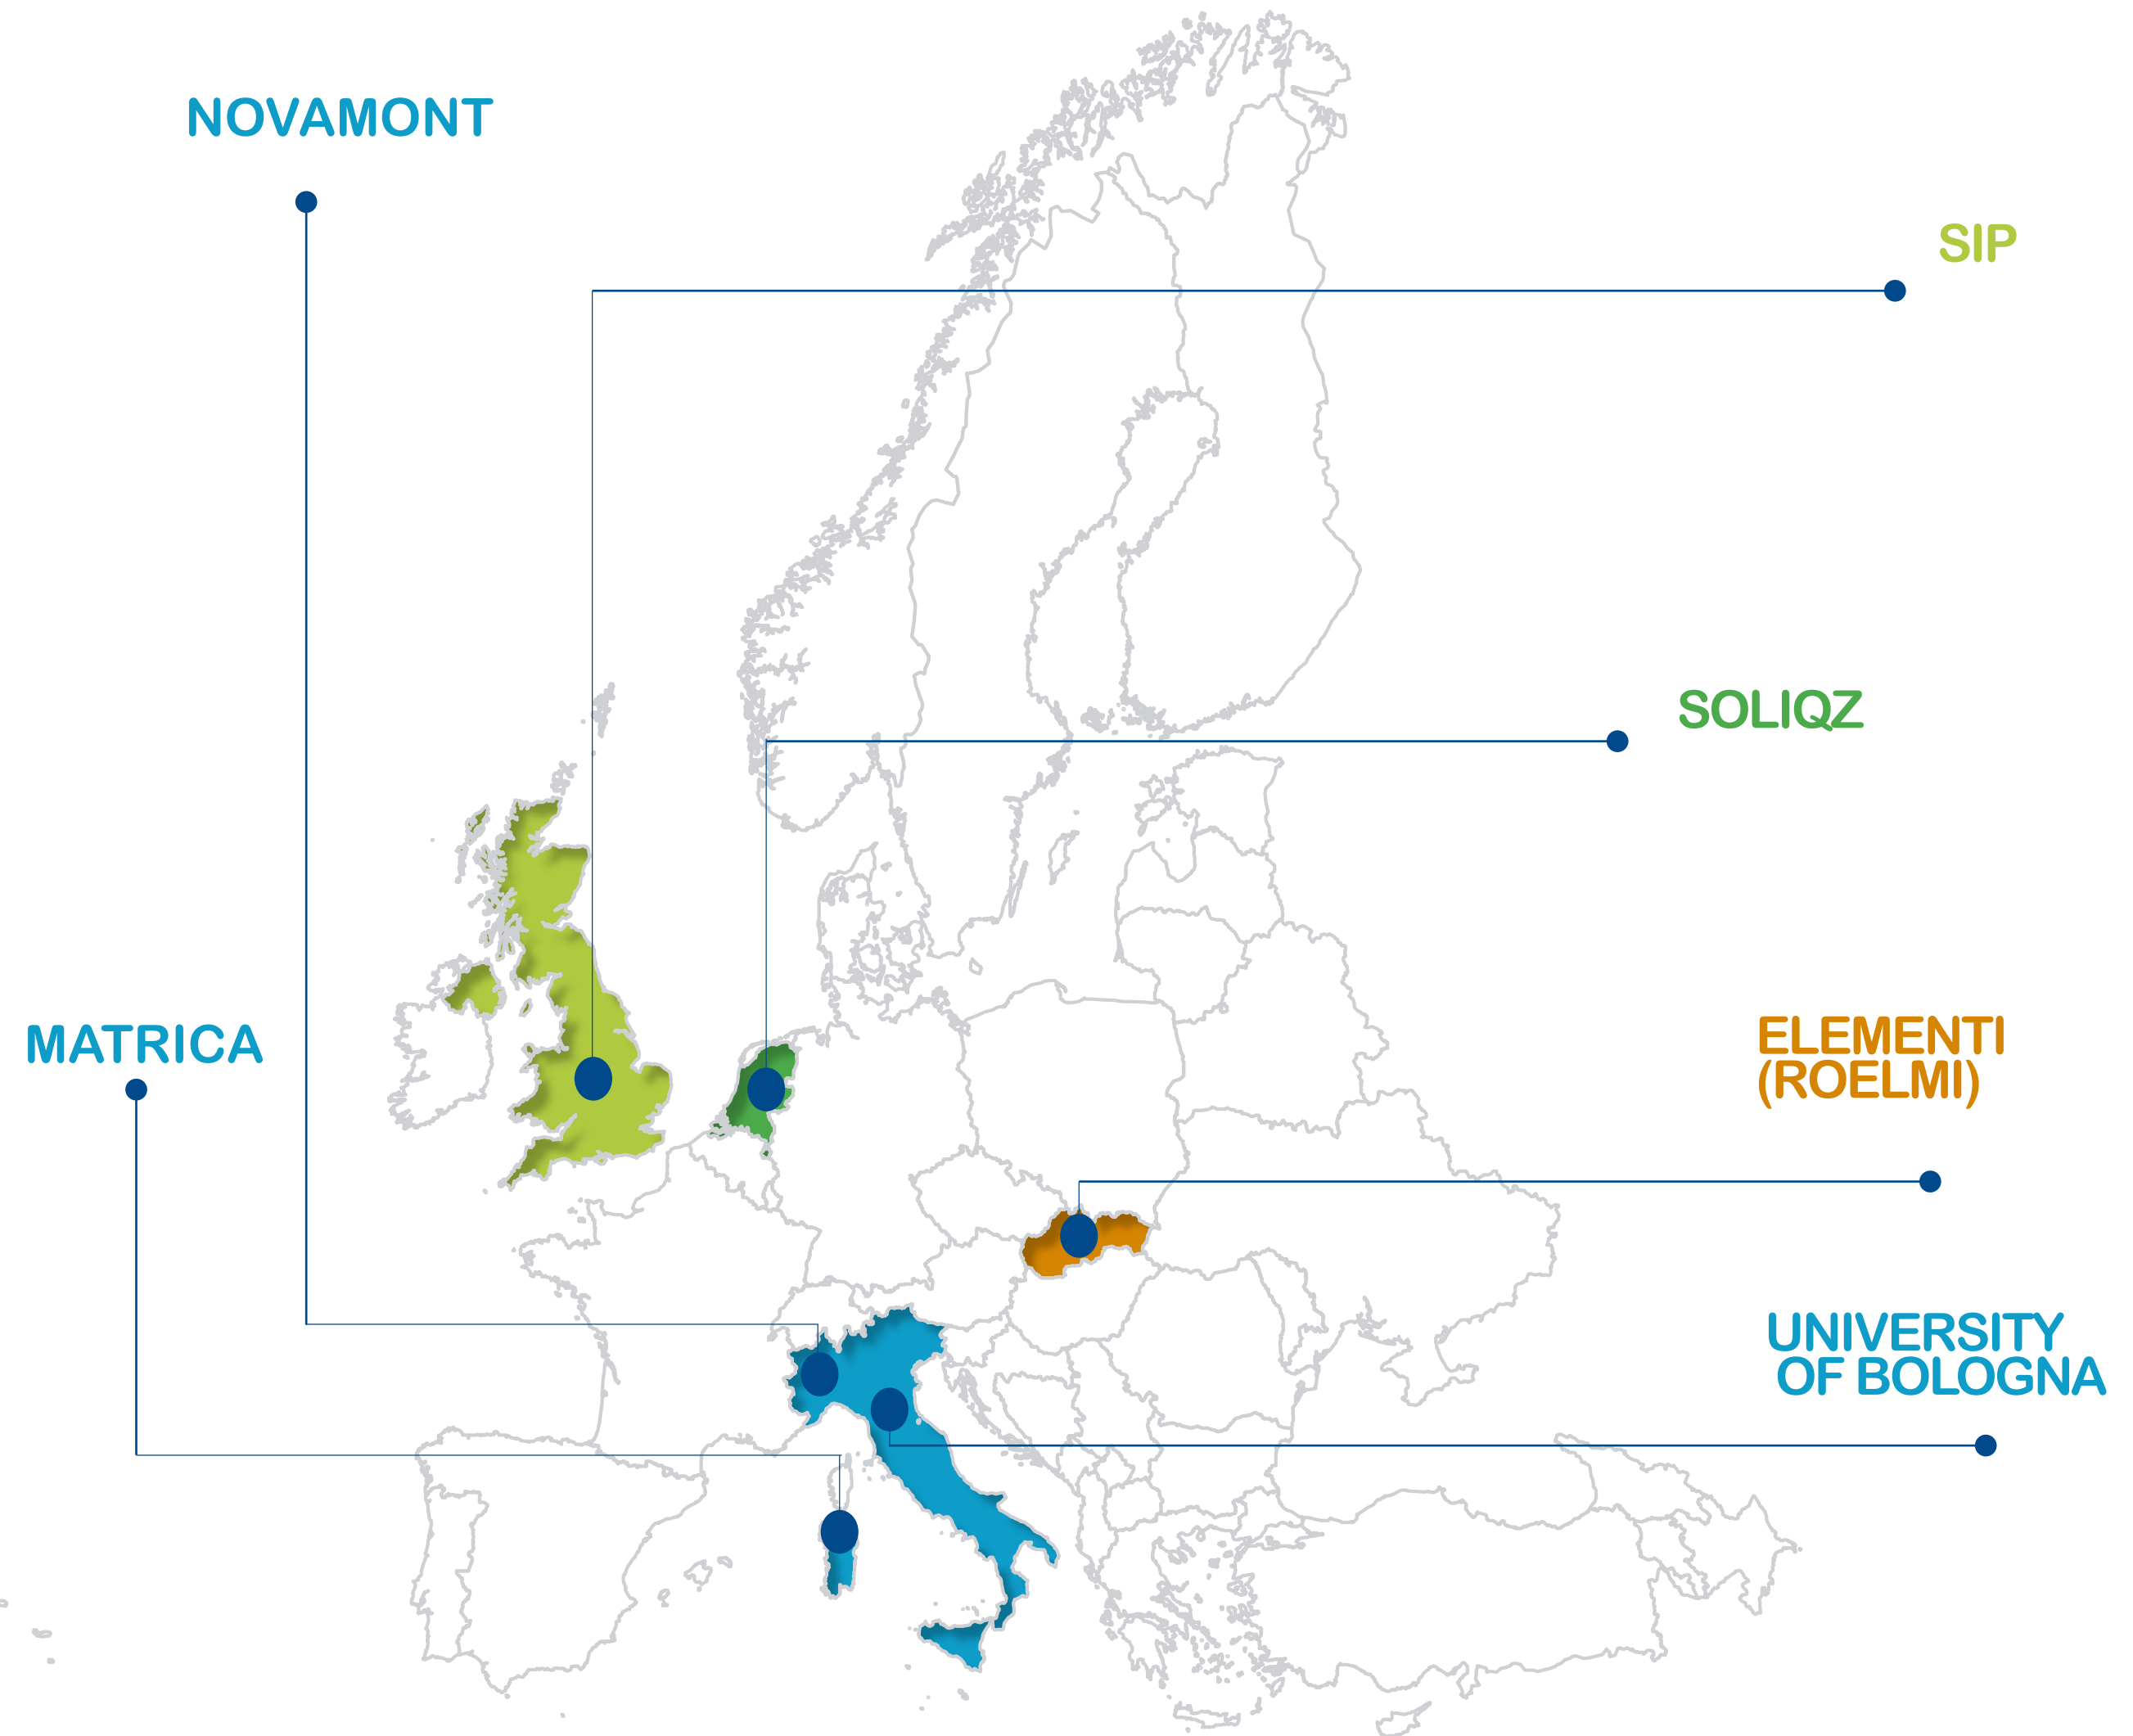 NOVAMONT
SIP
SOLIQZ
MATRICA
ELEMENTI
(ROELMI)
UNIVERSITY
OF BOLOGNA